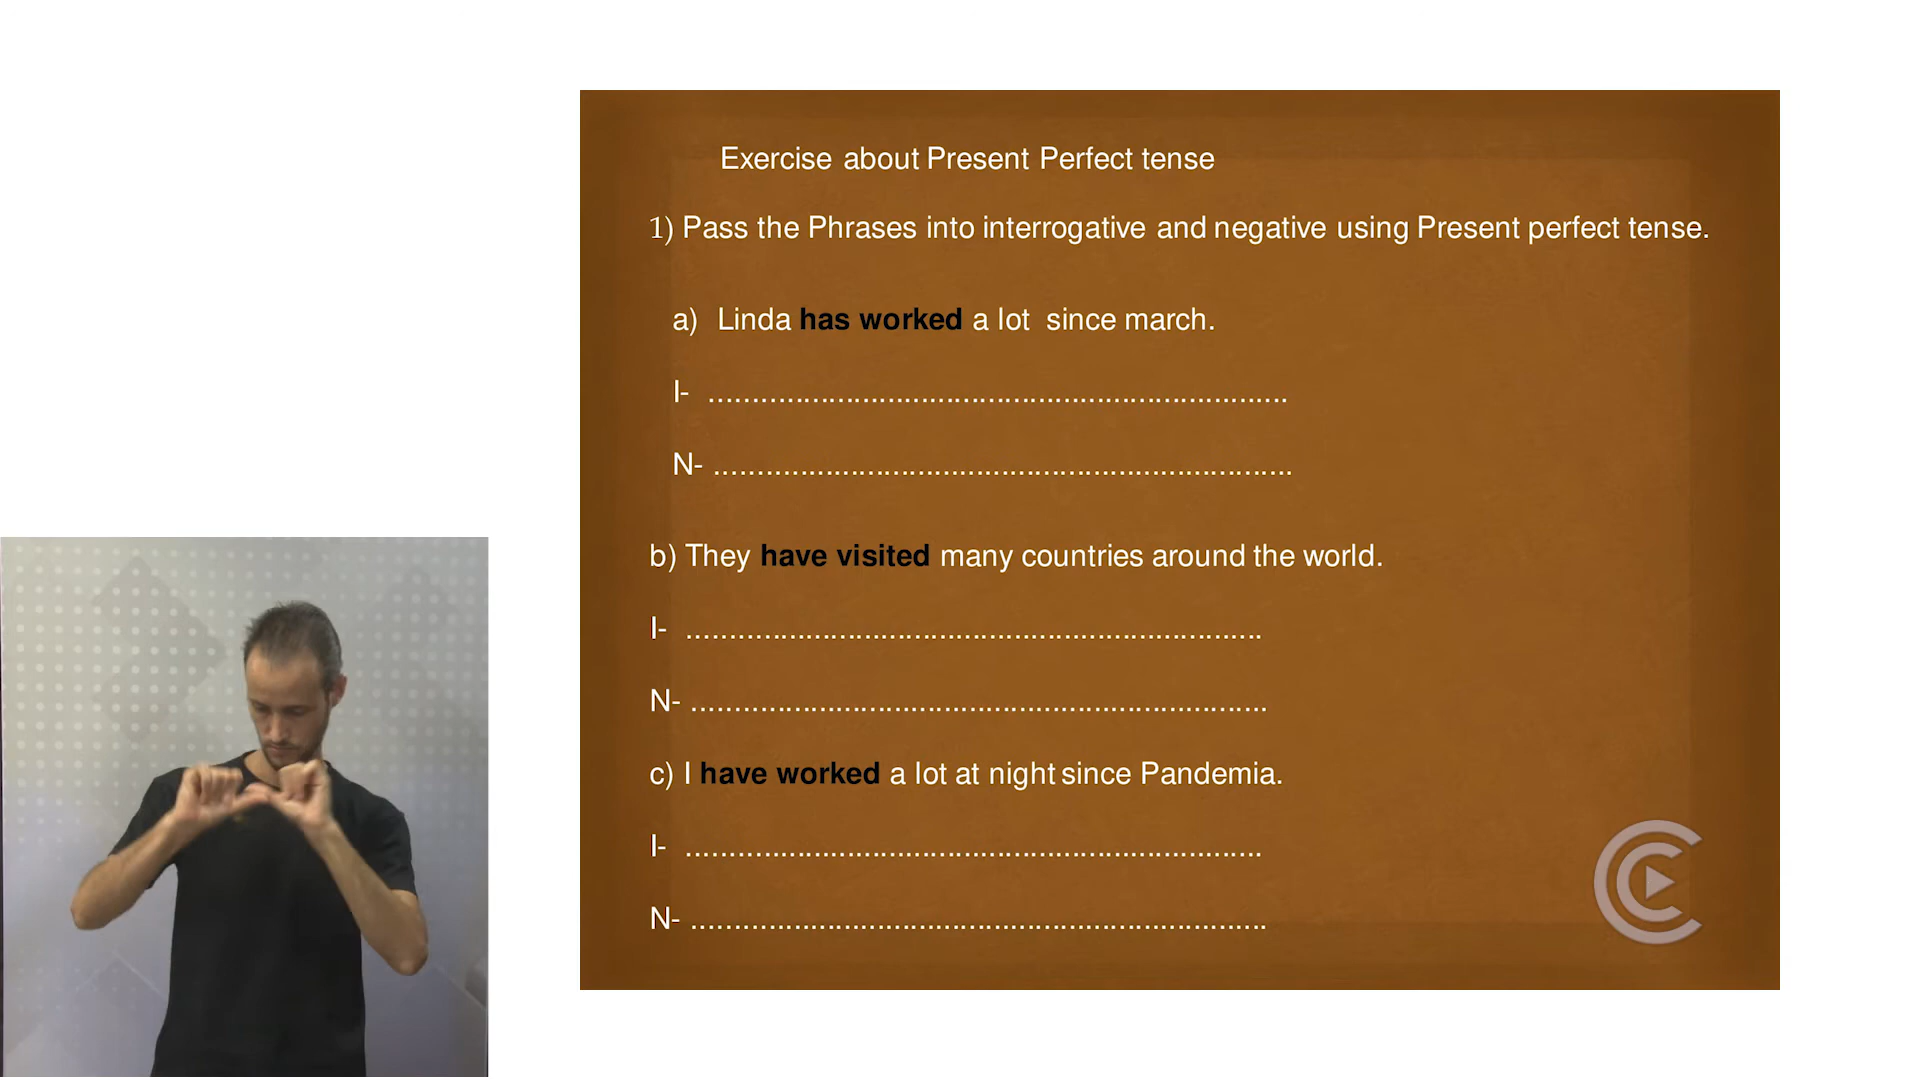 Exercise about Present Perfect tense
1) Pass the Phrases into interrogative and negative using Present perfect tense.
a) Linda has worked a lot since march.
I- ..................................................................
N- ..................................................................
b) They have visited many countries around the world.
I- ..................................................................
N- ..................................................................
c) I have worked a lot at night since Pandemia.
I- ..................................................................
N- ..................................................................